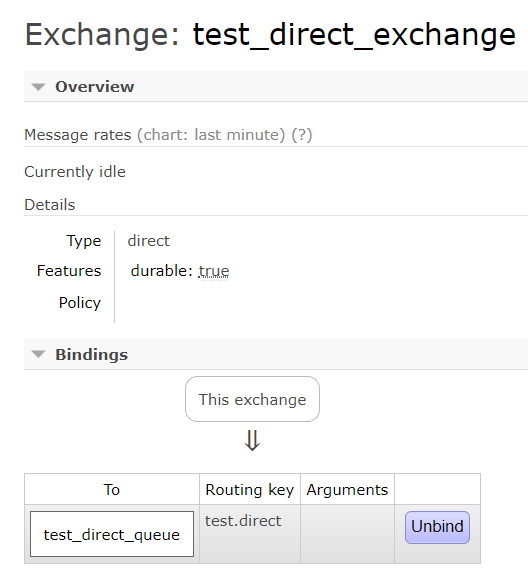 Exchange: test_direct_exchange
Overview
Message rates (chart: last minute) (?)
Currently idle
Details
Type direct
Features durable: true
Policy
Bindings
This exchange
⇓
To Routing key Arguments
test_direct_queue test.direct Unbind